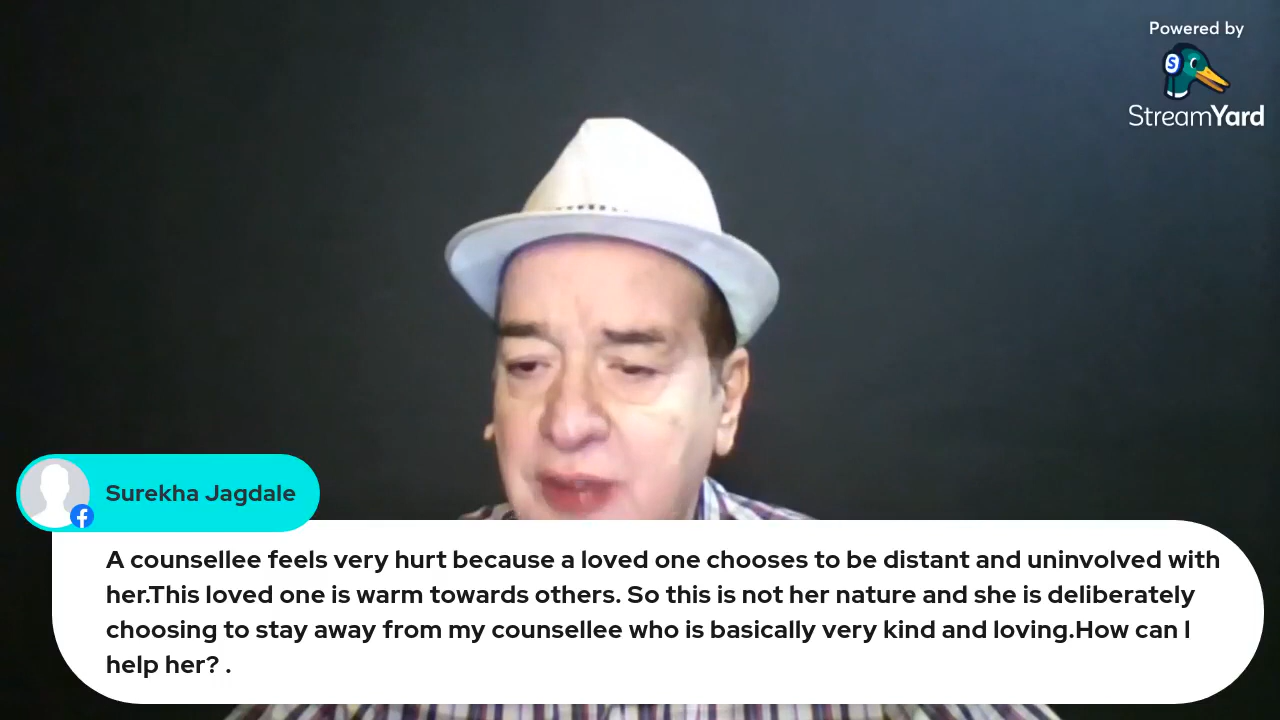 Powered by
StreamYard
Surekha Jagdale
A counsellee feels very hurt because a loved one chooses to be distant and uninvolved with
her.This loved one is warm towards others. So this is not her nature and she is deliberately
choosing to stay away from my counsellee who is basically very kind and loving.How can I
help her? .